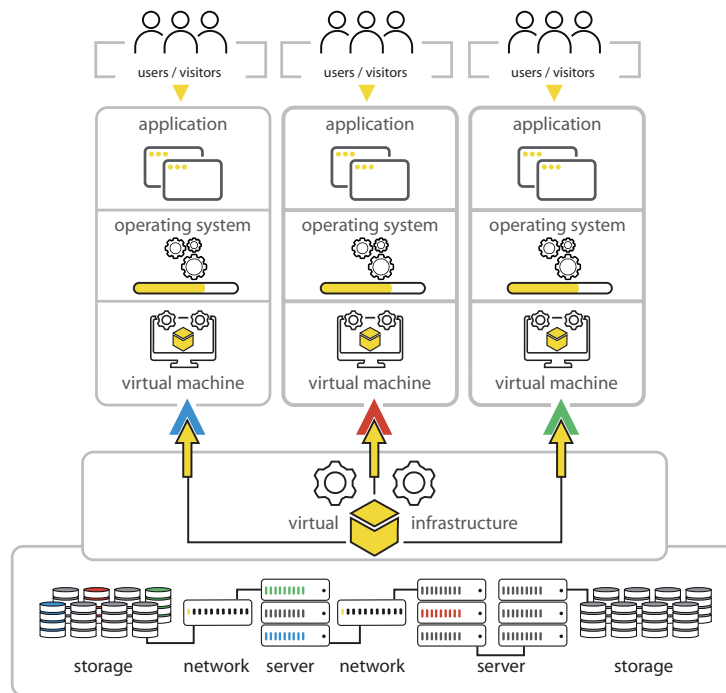 users / visitors users / visitors users / visitors
application application application
operating system operating system operating system
virtual machine virtual machine virtual machine
virtual infrastructure
storage network server network server storage